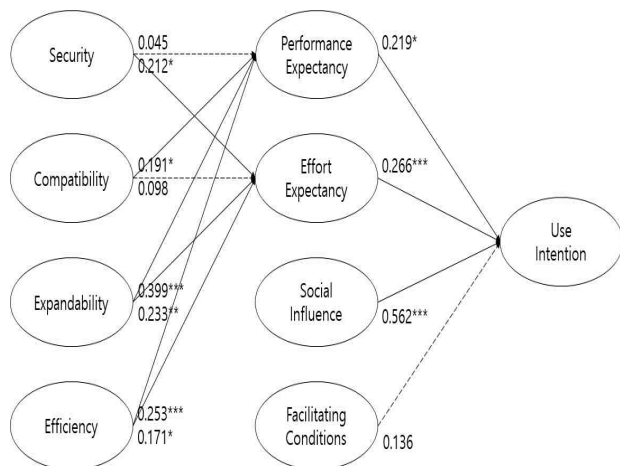 Security
0.045
0.212*
Performance
Expectancy
0.219*
Compatibility
0.191*
0.098
Effort
Expectancy
0.266***
Use
Intention
Expandability
0.399***
0.233**
Social
Influence
0.562***
Efficiency
0.253***
0.171*
Facilitating
Conditions
0.136